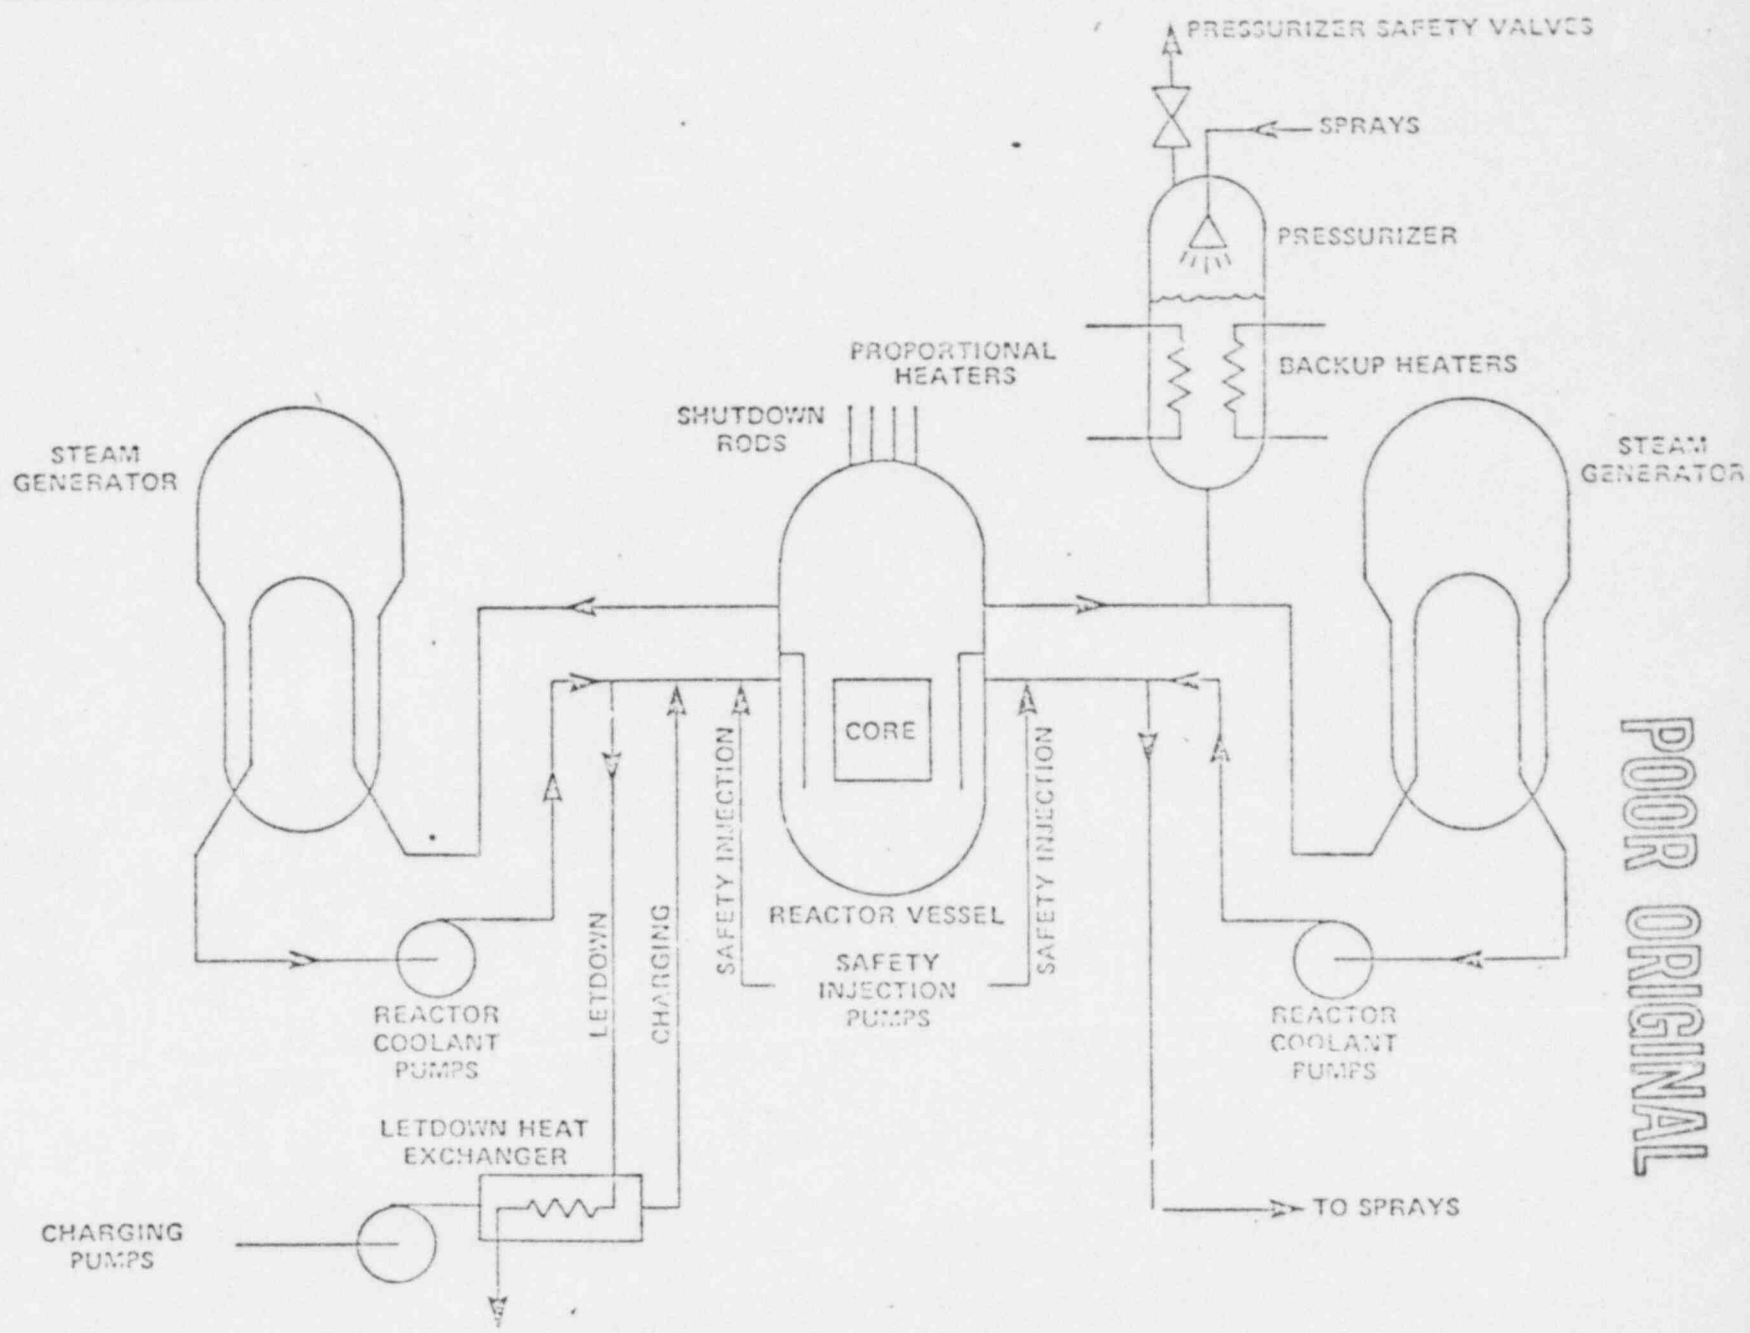 PRESSURIZER SAFETY VALVES
SPRAYS
PRESSURIZER
PROPORTIONAL
HEATERS
BACKUP HEATERS
SHUTDOWN
RODS
STEAM
GENERATOR
STEAM
GENERATOR
CORE
SAFETY INJECTION
SAFETY INJECTION
LETDOWN
CHARGING
REACTOR VESSEL
SAFETY
INJECTION
PUMPS
REACTOR
COOLANT
PUMPS
REACTOR
COOLANT
PUMPS
LETDOWN HEAT
EXCHANGER
CHARGING
PUMPS
TO SPRAYS
POOR ORIGINAL